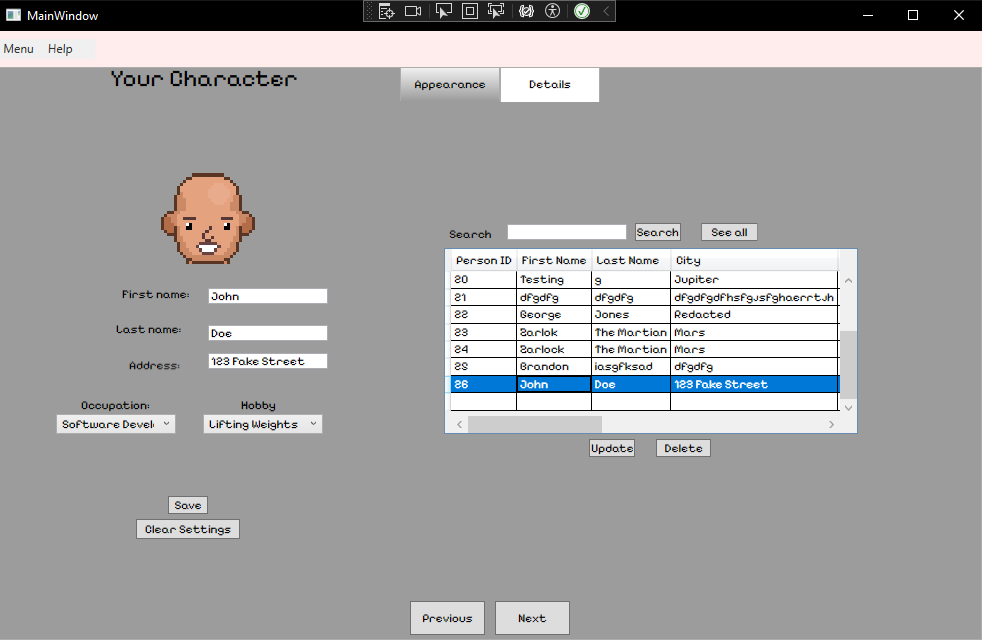 MainWindow
Menu Help
Your Character
Appearance Details
Search Search See all
Person ID First Name Last Name City
20 Testing g Jupiter
21 dfgdfg dfgdfg dfgdfgdfhsfgJsfghaerrtJh
22 George Jones Redacted
23 Zarlok The Martian Mars
24 Zarlock The Martian Mars
25 Brandon iasgfksad dfgdfg
26 John Doe 123 Fake Street
Update Delete
First name: John
Last name: Doe
Address: 123 Fake Street
Occupation: Hobby
Software Develo Lifting Weights
Save
Clear Settings
Previous Next